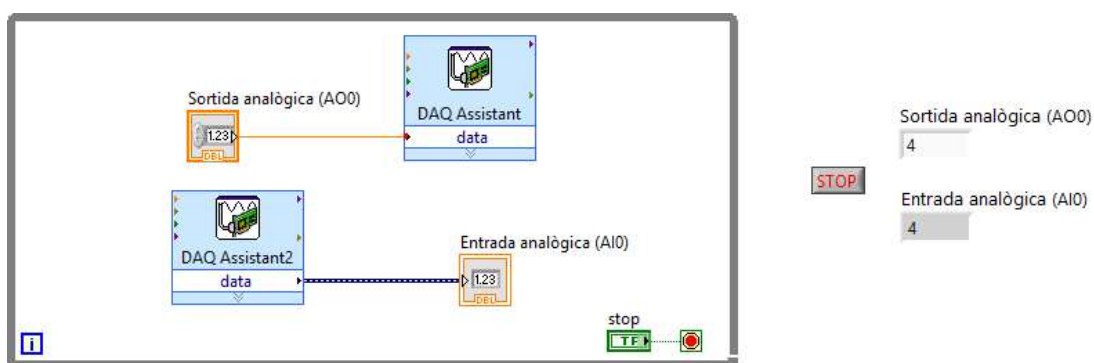 Sortida analògica (AO0)
1.23
DBL
DAQ Assistant
data
DAQ Assistant2
data
Entrada analògica (AI0)
1.23
DBL
stop
TF
i
STOP
Sortida analògica (AO0)
4
Entrada analògica (AI0)
4